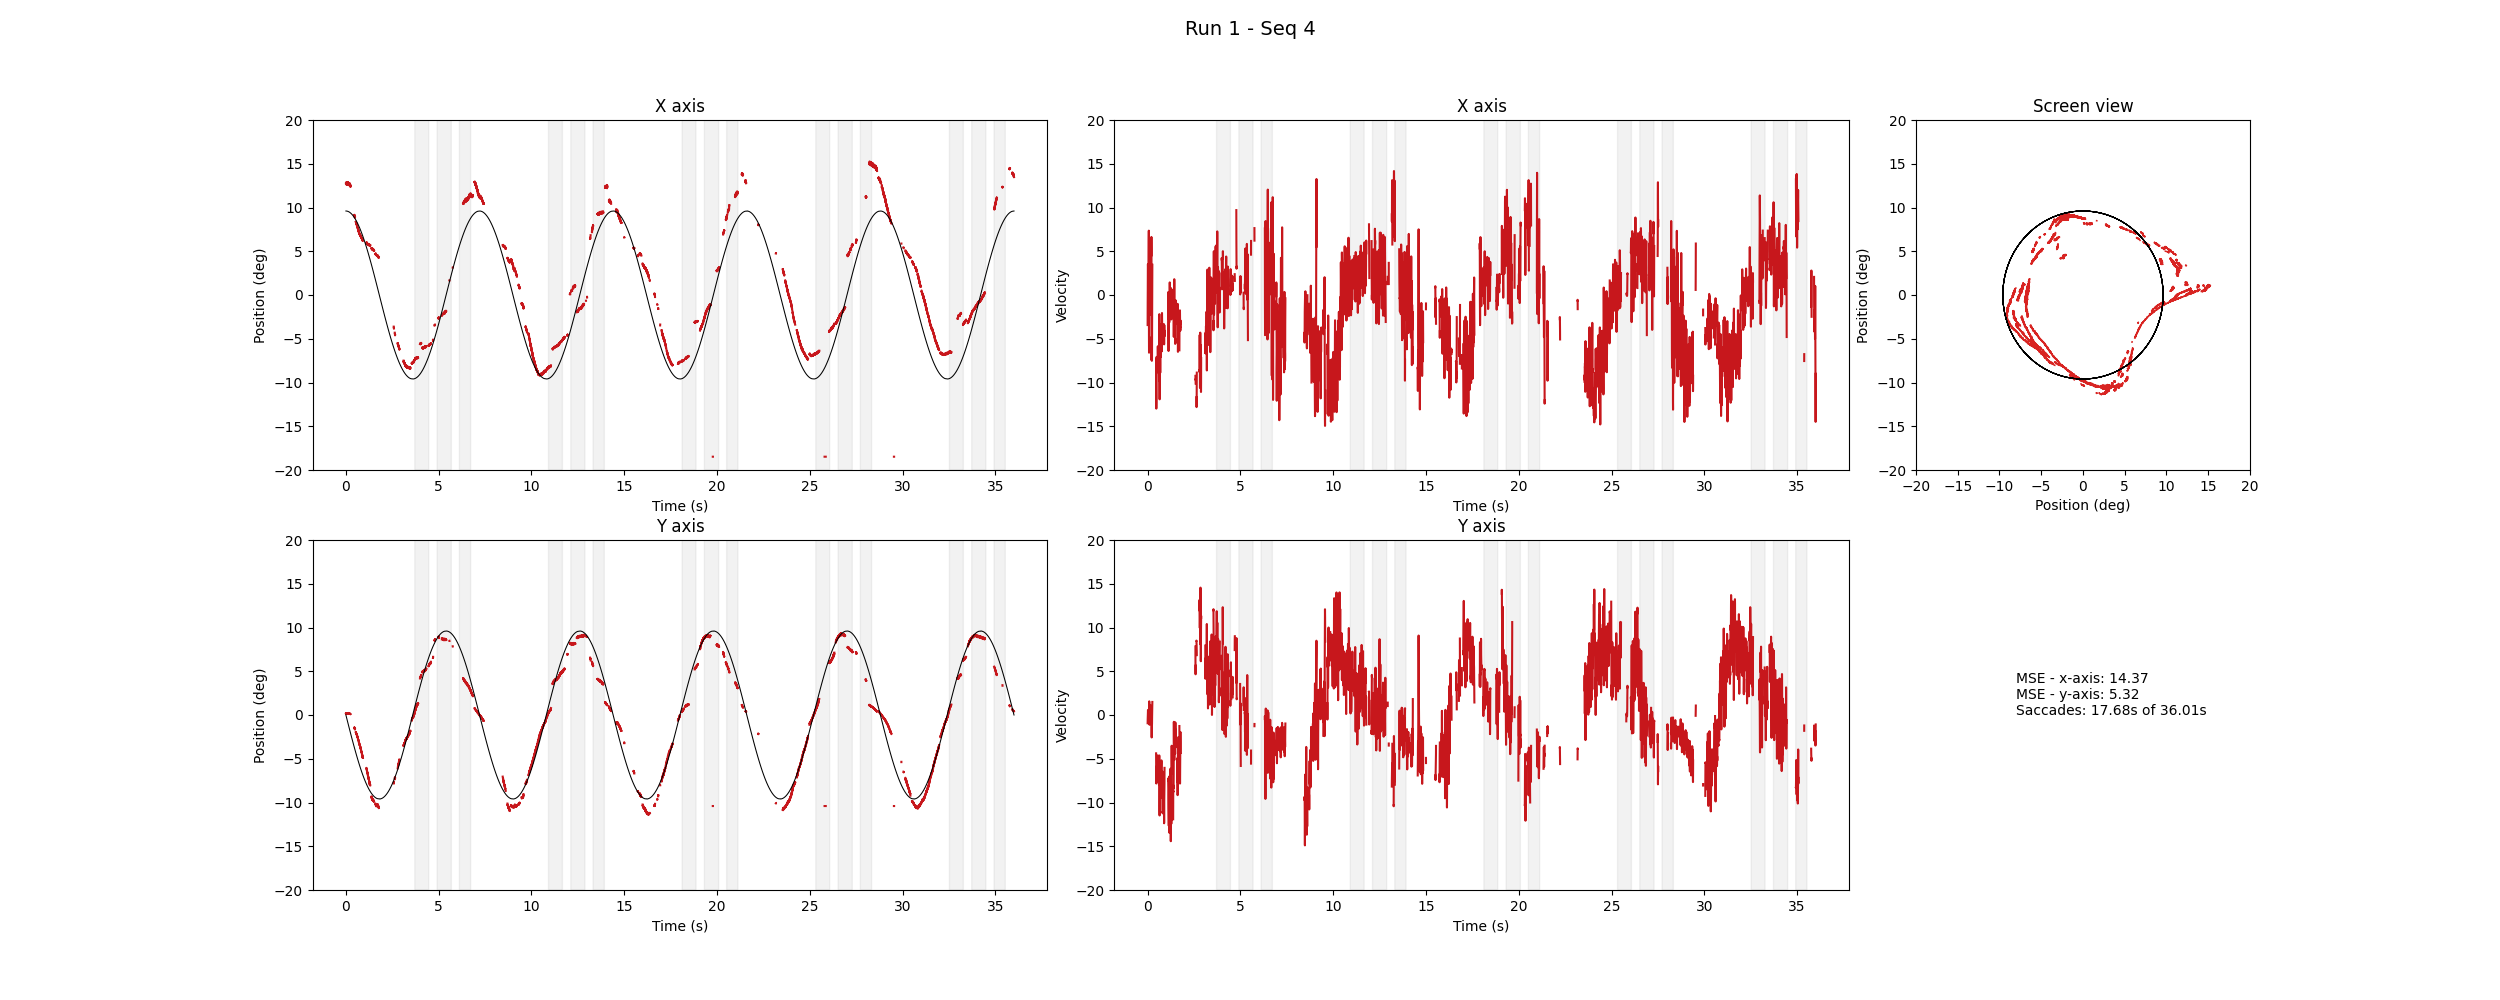 Run 1 - Seq 4
X axis
20
15
10
5
0
−5
−10
−15
−20
Position (deg)
0 5 10 15 20 25 30 35
Time (s)
X axis
20
15
10
5
0
−5
−10
−15
−20
Velocity
0 5 10 15 20 25 30 35
Time (s)
Screen view
20
15
10
5
0
−5
−10
−15
−20
Position (deg)
−20 −15 −10 −5 0 5 10 15 20
Position (deg)
Y axis
20
15
10
5
0
−5
−10
−15
−20
Position (deg)
0 5 10 15 20 25 30 35
Time (s)
Y axis
20
15
10
5
0
−5
−10
−15
−20
Velocity
0 5 10 15 20 25 30 35
Time (s)
MSE - x-axis: 14.37
MSE - y-axis: 5.32
Saccades: 17.68s of 36.01s